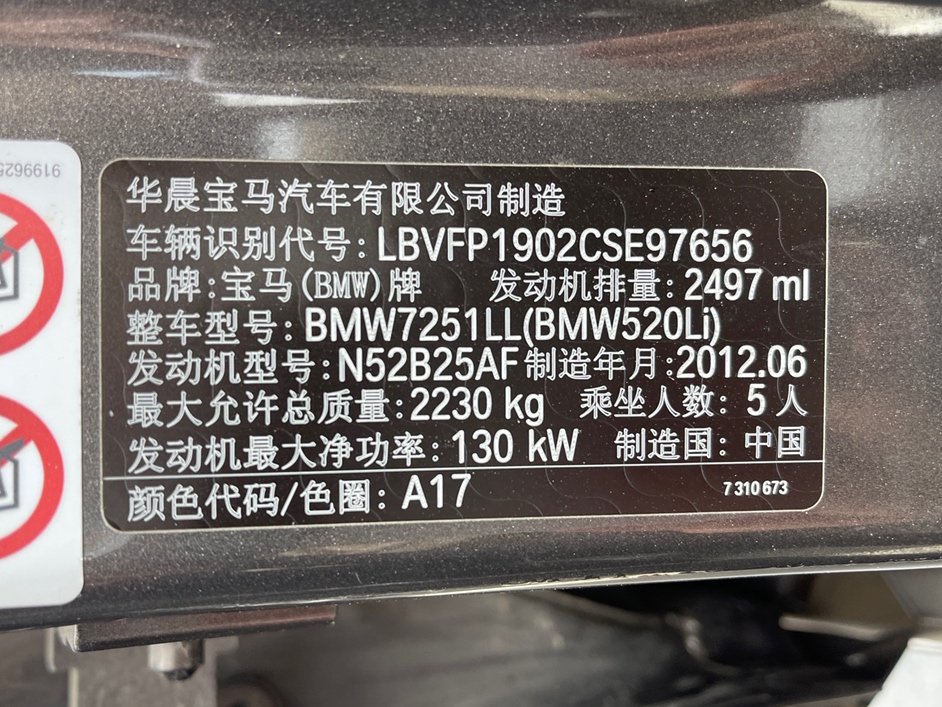 华晨宝马汽车有限公司制造
车辆识别代号:LBVFP1902CSE97656
品牌:宝马(BMW)牌 发动机排量:2497 ml
整车型号:BMW7251LL(BMW520Li)
发动机型号:N52B25AF 制造年月:2012.06
最大允许总质量:2230 kg 乘坐人数: 5 人
发动机最大净功率: 130 kW 制造国: 中国
颜色代码/色圈: A17 7 310 673